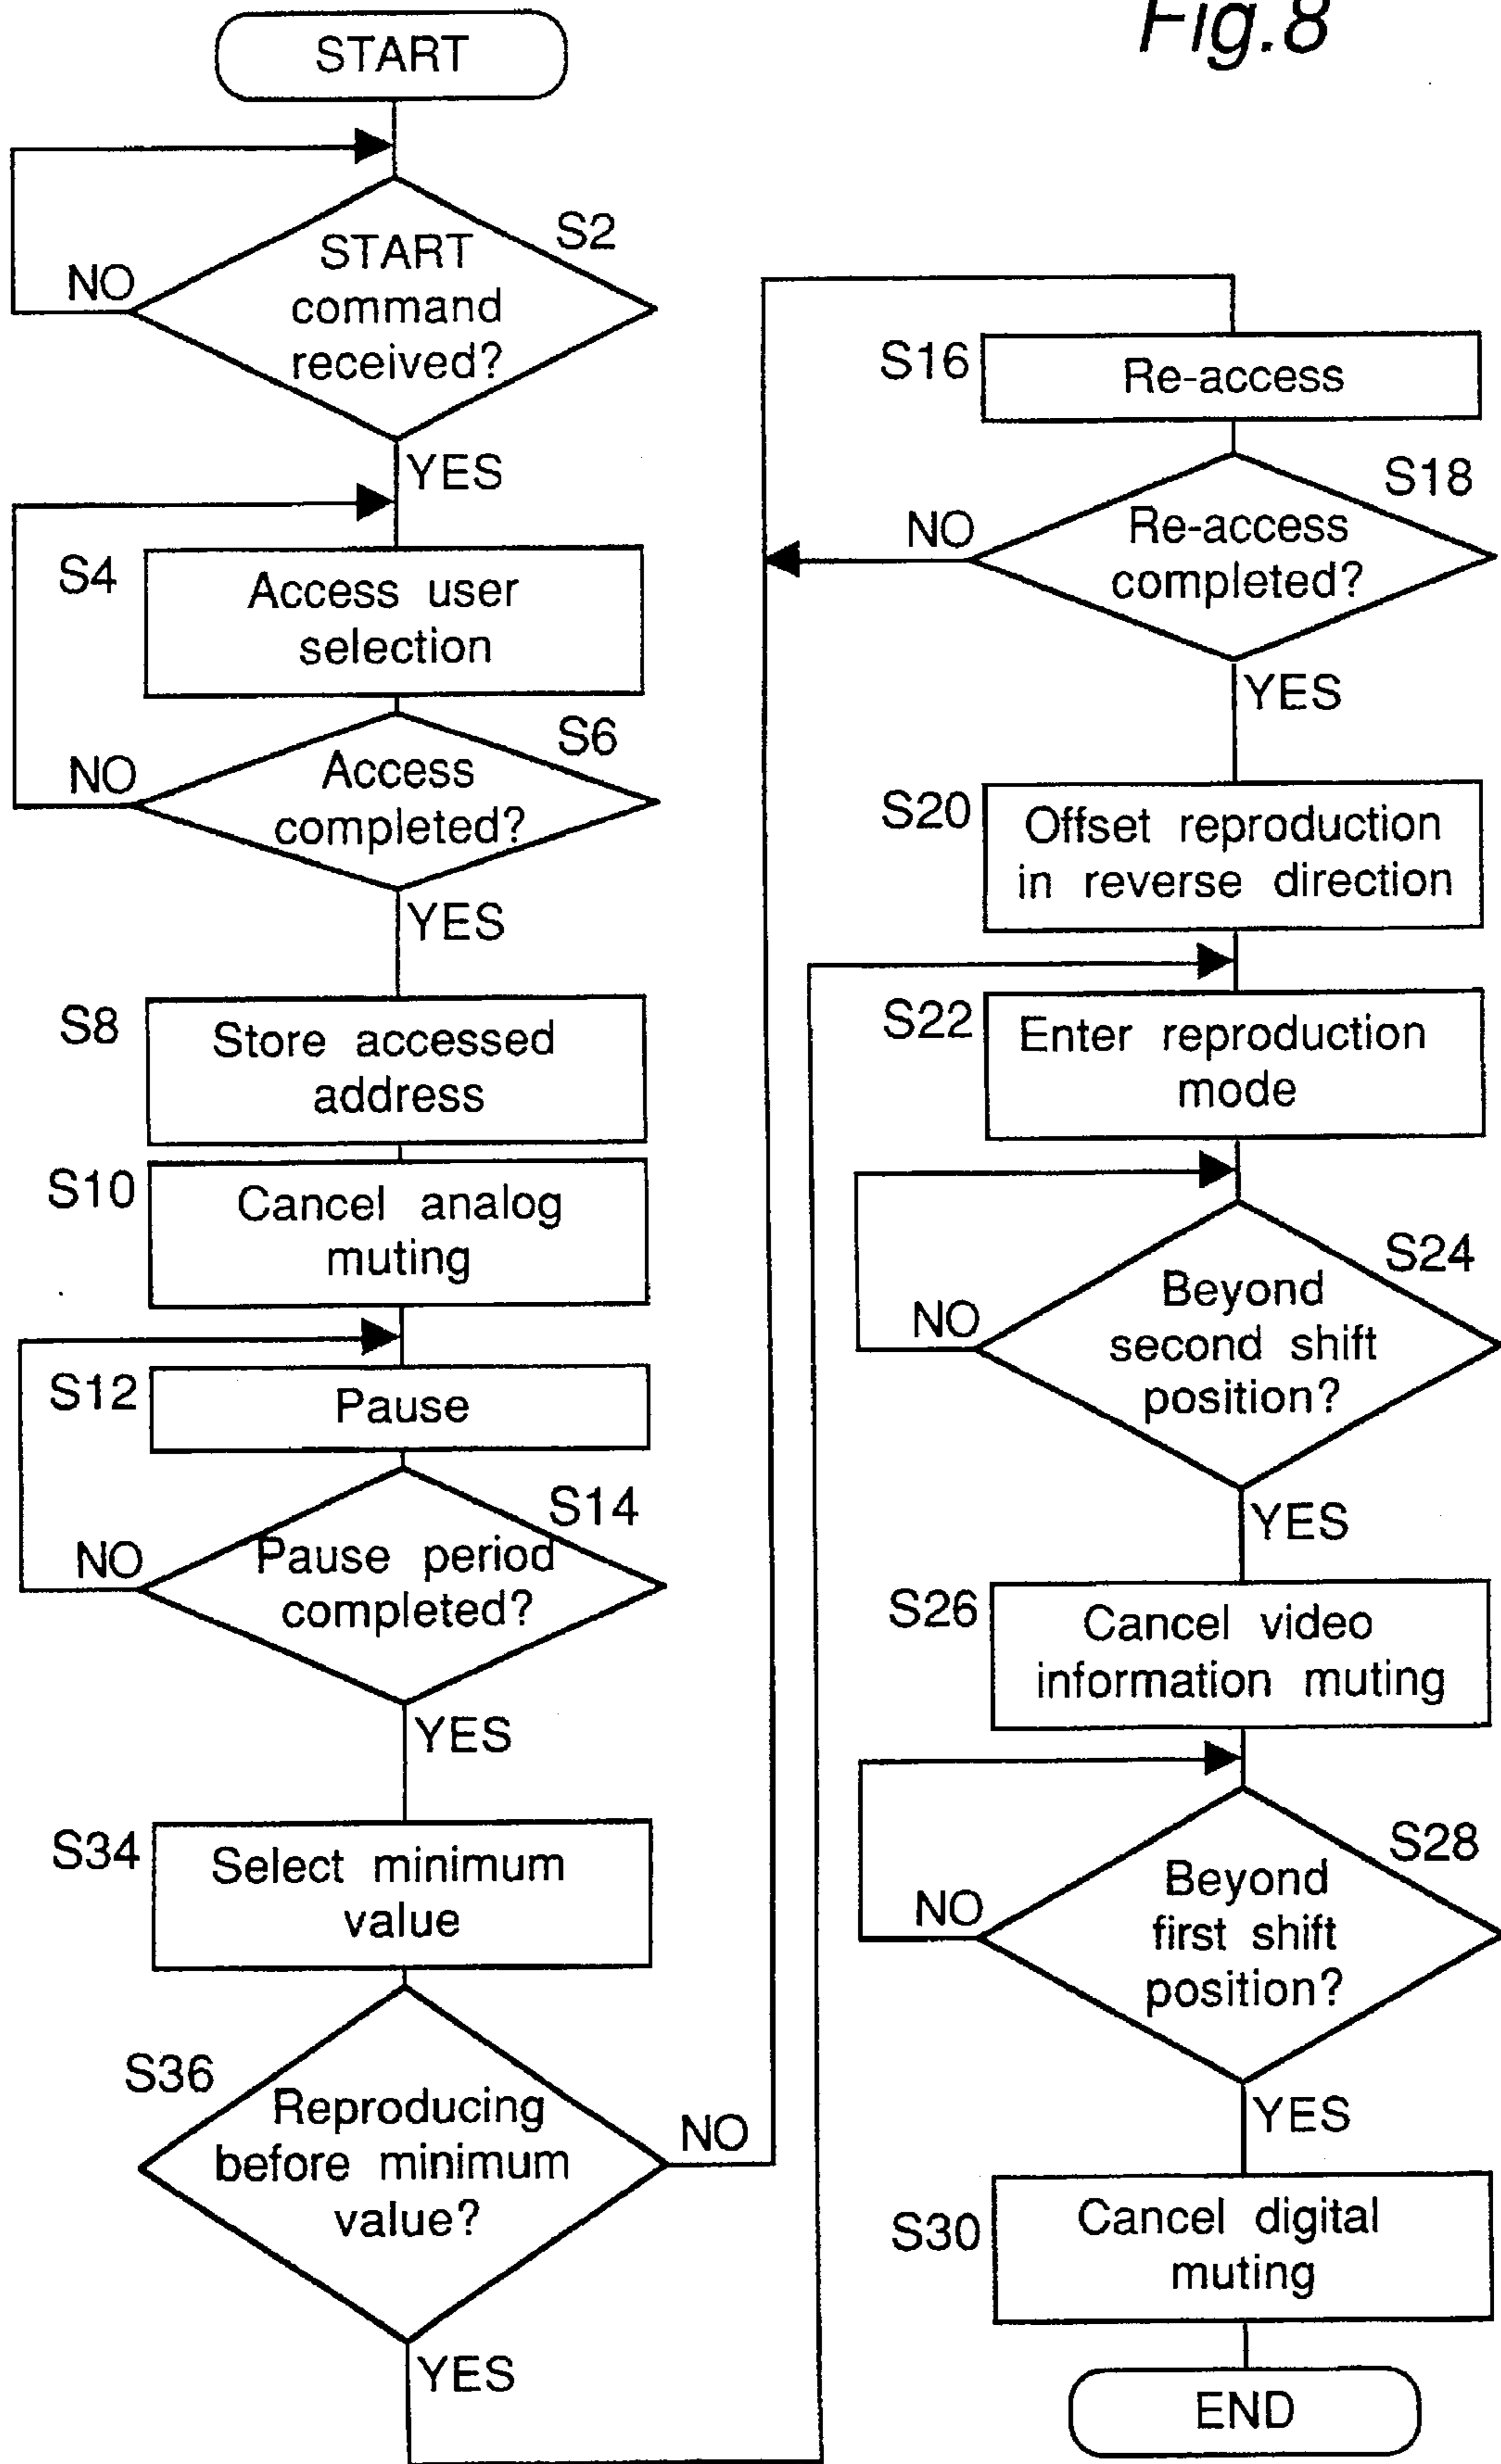 Fig.8
START
START
command
received?
S2
NO
YES
S4
Access user
selection
S6
Access
completed?
NO
YES
S8
Store accessed
address
S10
Cancel analog
muting
S12
Pause
S14
Pause period
completed?
NO
YES
S34
Select minimum
value
S36
Reproducing
before minimum
value?
NO
YES
S16
Re-access
S18
Re-access
completed?
NO
YES
S20
Offset reproduction
in reverse direction
S22
Enter reproduction
mode
S24
Beyond
second shift
position?
NO
YES
S26
Cancel video
information muting
S28
Beyond
first shift
position?
NO
YES
S30
Cancel digital
muting
END